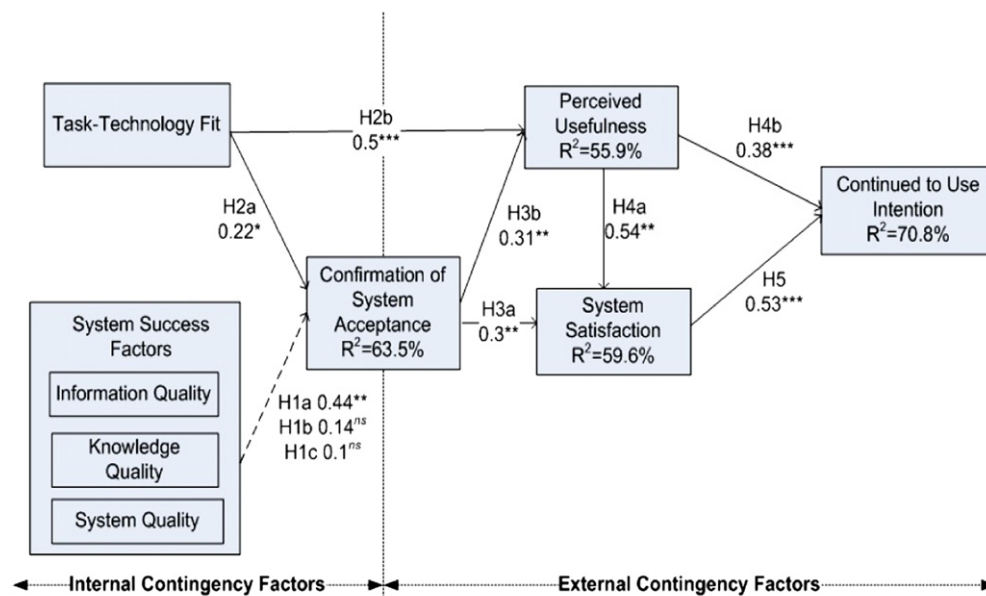 Task-Technology Fit
H2b
0.5***
Perceived
Usefulness
R²=55.9%
H4b
0.38***
Continued to Use
Intention
R²=70.8%
H2a
0.22*
H3b
0.31**
H4a
0.54**
Confirmation of
System
Acceptance
R²=63.5%
H3a
0.3**
System
Satisfaction
R²=59.6%
H5
0.53***
System Success
Factors
Information Quality
Knowledge
Quality
System Quality
H1a 0.44**
H1b 0.14ns
H1c 0.1ns
Internal Contingency Factors
External Contingency Factors